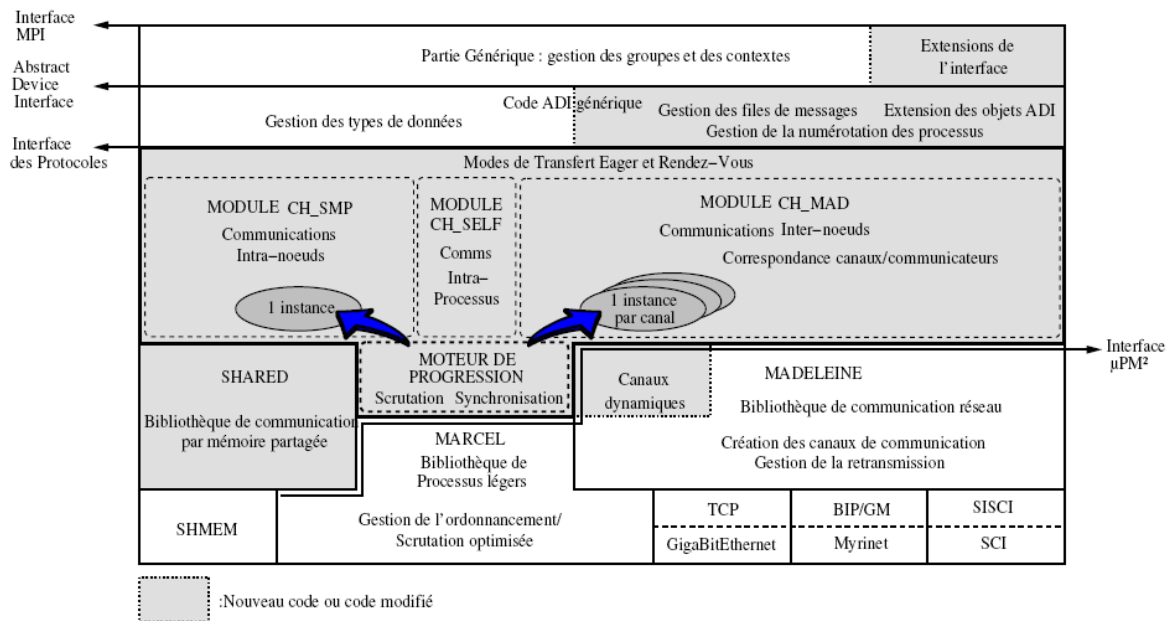 Interface
MPI
Partie Générique : gestion des groupes et des contextes
Extensions de
l'interface
Abstract
Device
Interface
Code ADI générique
Gestion des types de données
Gestion des files de messages
Extension des objets ADI
Gestion de la numérotation des processus
Interface
des Protocoles
Modes de Transfert Eager et Rendez−Vous
MODULE CH_SMP
Communications
Intra−noeuds
1 instance
MODULE
CH_SELF
Comms
Intra−
Processus
MODULE CH_MAD
Communications Inter−noeuds
Correspondance canaux/communicateurs
1 instance
par canal
MOTEUR DE
PROGRESSION
Scrutation Synchronisation
Interface
µPM²
SHARED
Bibliothèque de communication
par mémoire partagée
Canaux
dynamiques
MADELEINE
Bibliothèque de communication réseau
Création des canaux de communication
Gestion de la retransmission
MARCEL
Bibliothèque de
Processus légers
Gestion de l'ordonnancement/
Scrutation optimisée
SHMEM
TCP
BIP/GM
SISCI
GigaBitEthernet
Myrinet
SCI
:Nouveau code ou code modifié